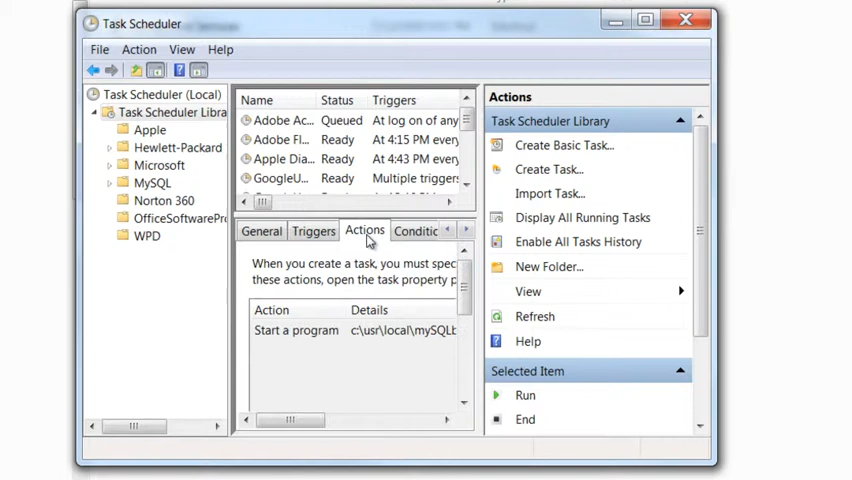 Task Scheduler
File Action View Help
Task Scheduler (Local)
Task Scheduler Libra
Apple
Hewlett-Packard
Microsoft
MySQL
Norton 360
OfficeSoftwarePro
WPD
Name Status Triggers
Adobe Ac... Queued At log on of any
Adobe Fl... Ready At 4:15 PM every
Apple Dia... Ready At 4:43 PM every
GoogleU... Ready Multiple triggers
General Triggers Actions Conditio
When you create a task, you must spec
these actions, open the task property p
Action Details
Start a program c:\usr\local\mySQLb
Actions
Task Scheduler Library
Create Basic Task...
Create Task...
Import Task...
Display All Running Tasks
Enable All Tasks History
New Folder...
View
Refresh
Help
Selected Item
Run
End